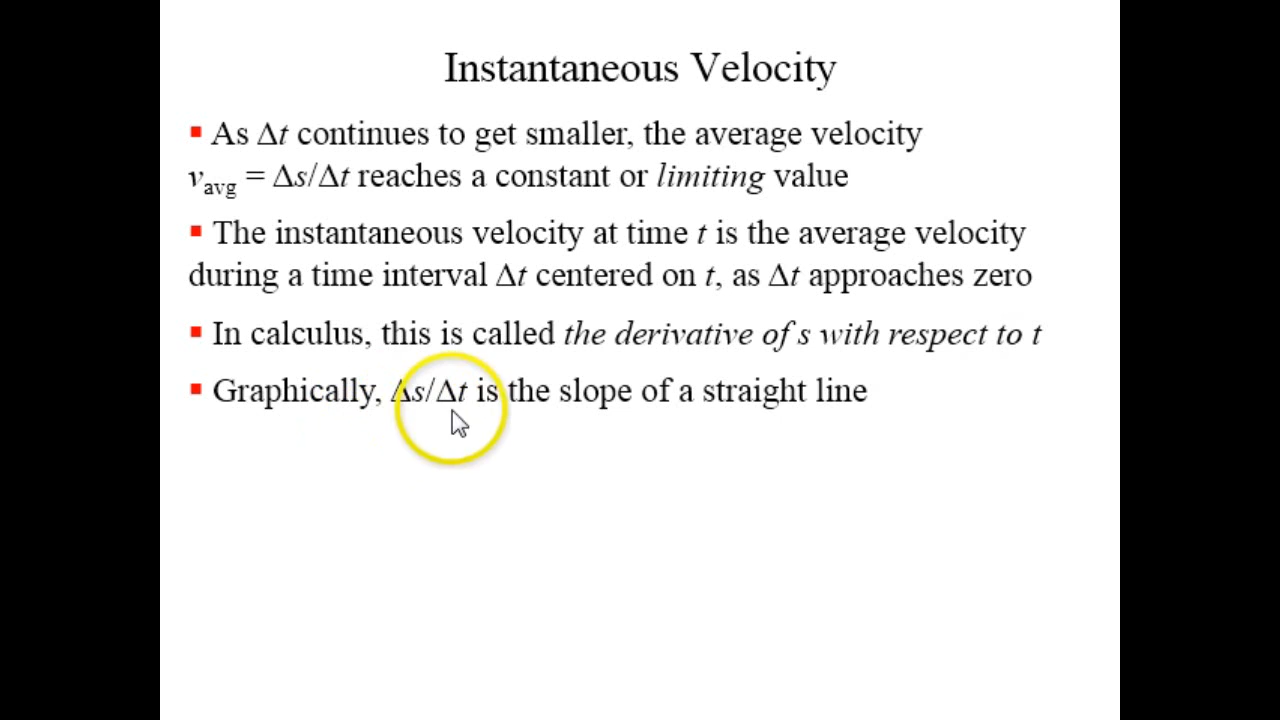 Instantaneous Velocity
▪ As Δt continues to get smaller, the average velocity
v_avg = Δs/Δt reaches a constant or limiting value
▪ The instantaneous velocity at time t is the average velocity
during a time interval Δt centered on t, as Δt approaches zero
▪ In calculus, this is called the derivative of s with respect to t
▪ Graphically, Δs/Δt is the slope of a straight line